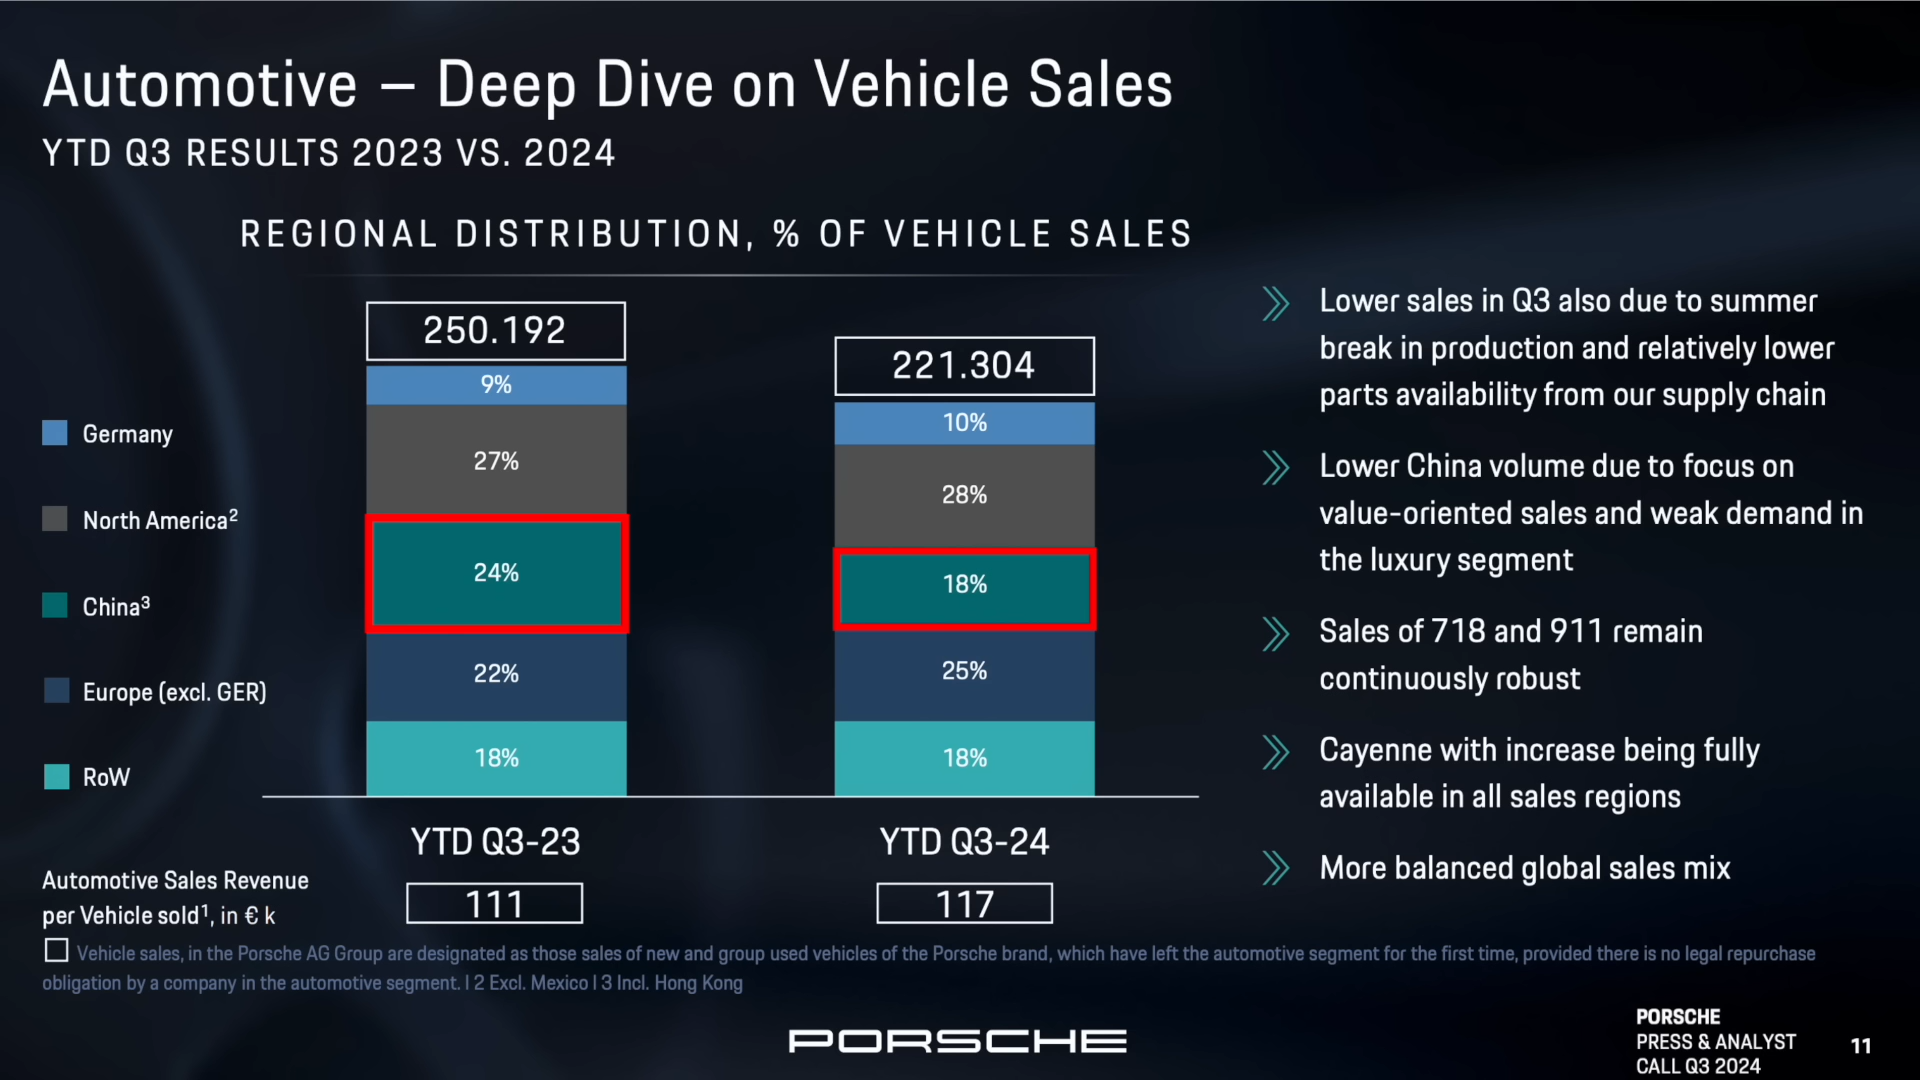 Automotive – Deep Dive on Vehicle Sales
YTD Q3 RESULTS 2023 VS. 2024
REGIONAL DISTRIBUTION, % OF VEHICLE SALES
Germany
North America²
China³
Europe (excl. GER)
RoW
250.192
9%
27%
24%
22%
18%
YTD Q3-23
221.304
10%
28%
18%
25%
18%
YTD Q3-24
Automotive Sales Revenue
per Vehicle sold¹, in € k
111
117
Lower sales in Q3 also due to summer
break in production and relatively lower
parts availability from our supply chain
Lower China volume due to focus on
value-oriented sales and weak demand in
the luxury segment
Sales of 718 and 911 remain
continuously robust
Cayenne with increase being fully
available in all sales regions
More balanced global sales mix
Vehicle sales, in the Porsche AG Group are designated as those sales of new and group used vehicles of the Porsche brand, which have left the automotive segment for the first time, provided there is no legal repurchase
obligation by a company in the automotive segment. I 2 Excl. Mexico I 3 Incl. Hong Kong
PORSCHE
PORSCHE
PRESS & ANALYST
CALL Q3 2024
11